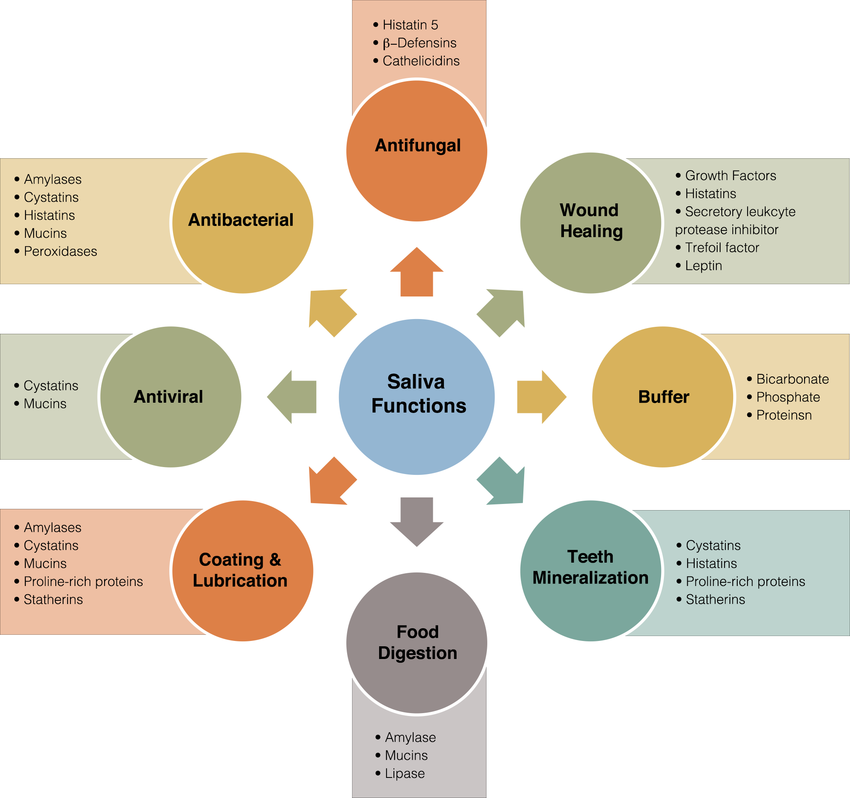 • Histatin 5
• β–Defensins
• Cathelicidins
Antifungal
• Amylases
• Cystatins
• Histatins
• Mucins
• Peroxidases
Antibacterial
Wound
Healing
• Growth Factors
• Histatins
• Secretory leukcyte
protease inhibitor
• Trefoil factor
• Leptin
• Cystatins
• Mucins
Antiviral
Saliva
Functions
Buffer
• Bicarbonate
• Phosphate
• Proteinsn
• Amylases
• Cystatins
• Mucins
• Proline-rich proteins
• Statherins
Coating &
Lubrication
Teeth
Mineralization
• Cystatins
• Histatins
• Proline-rich proteins
• Statherins
Food
Digestion
• Amylase
• Mucins
• Lipase